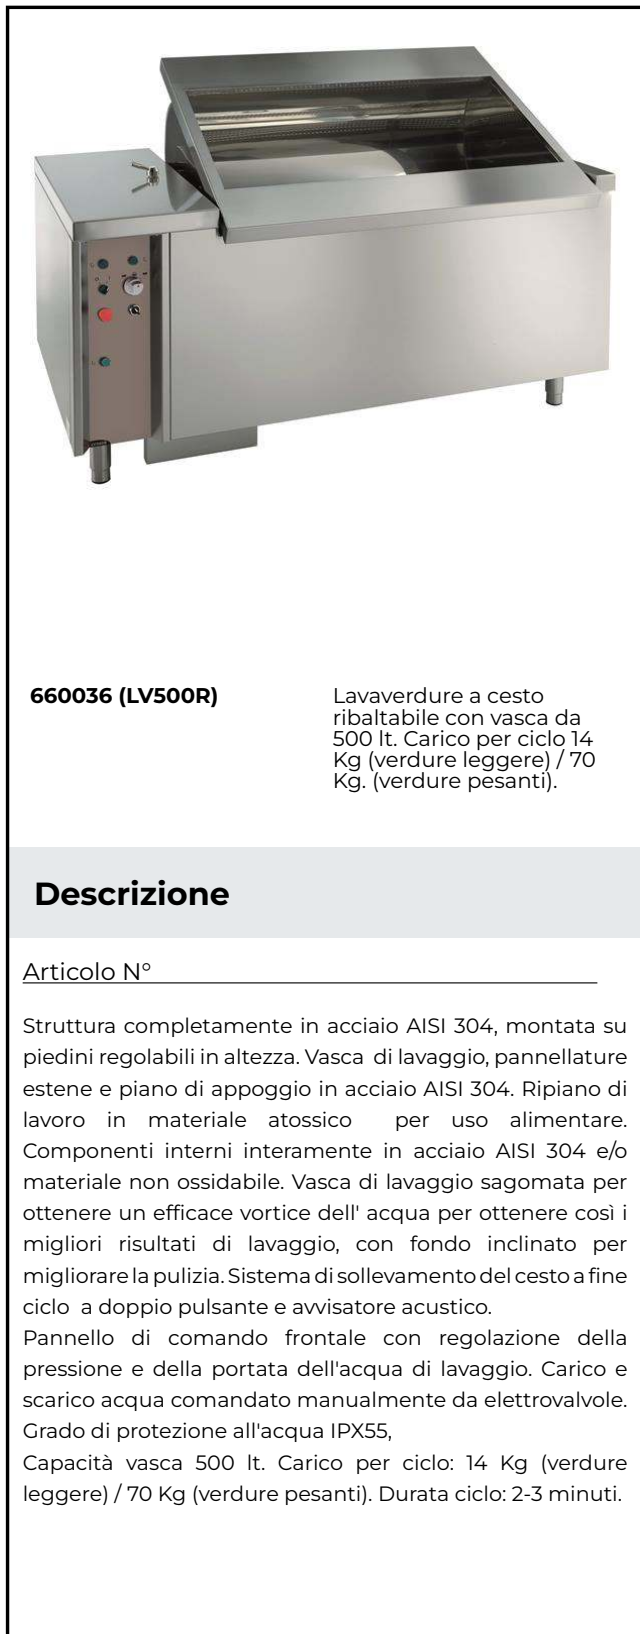 660036 (LV500R)
Lavaverdure a cesto
ribaltabile con vasca da
500 lt. Carico per ciclo 14
Kg (verdure leggere) / 70
Kg. (verdure pesanti).
Descrizione
Articolo N°
Struttura completamente in acciaio AISI 304, montata su
piedini regolabili in altezza. Vasca di lavaggio, pannellature
estene e piano di appoggio in acciaio AISI 304. Ripiano di
lavoro in materiale atossico per uso alimentare.
Componenti interni interamente in acciaio AISI 304 e/o
materiale non ossidabile. Vasca di lavaggio sagomata per
ottenere un efficace vortice dell' acqua per ottenere così i
migliori risultati di lavaggio, con fondo inclinato per
migliorare la pulizia. Sistema di sollevamento del cesto a fine
ciclo a doppio pulsante e avvisatore acustico.
Pannello di comando frontale con regolazione della
pressione e della portata dell'acqua di lavaggio. Carico e
scarico acqua comandato manualmente da elettrovalvole.
Grado di protezione all'acqua IPX55,
Capacità vasca 500 lt. Carico per ciclo: 14 Kg (verdure
leggere) / 70 Kg (verdure pesanti). Durata ciclo: 2-3 minuti.